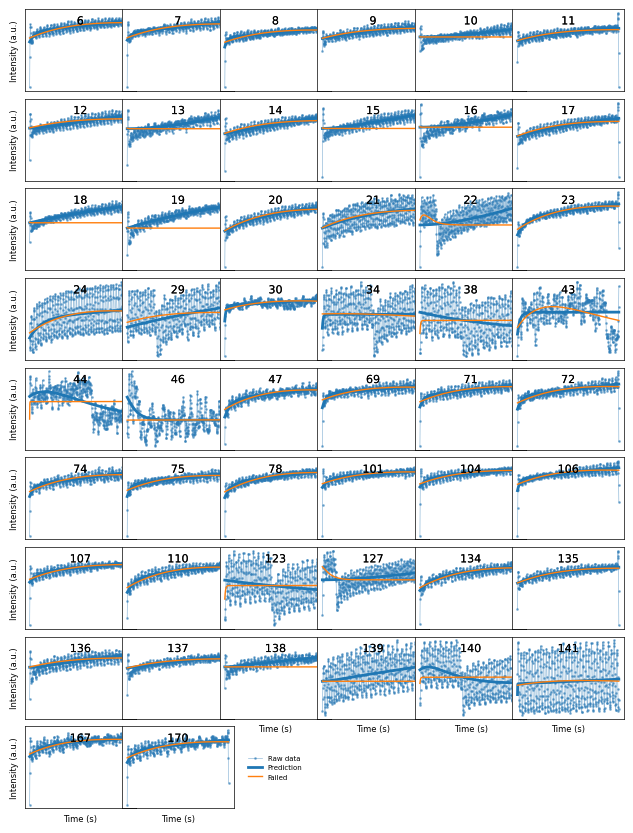 6 7 8 9 10 11
Intensity (a.u.)
12 13 14 15 16 17
Intensity (a.u.)
18 19 20 21 22 23
Intensity (a.u.)
24 29 30 34 38 43
Intensity (a.u.)
44 46 47 69 71 72
Intensity (a.u.)
74 75 78 101 104 106
Intensity (a.u.)
107 110 123 127 134 135
Intensity (a.u.)
136 137 138 139 140 141
Intensity (a.u.)
Time (s) Time (s) Time (s) Time (s)
167 170
Intensity (a.u.)
Time (s) Time (s)
Raw data
Prediction
Failed